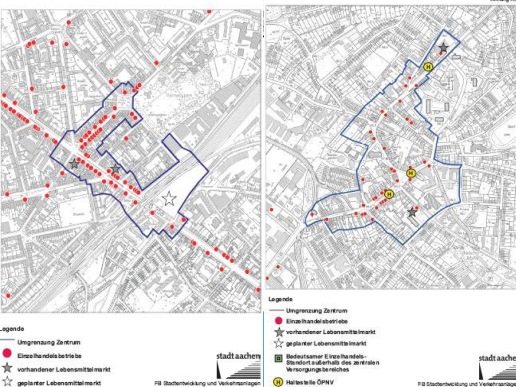 Legende
Umgrenzung Zentrum
Einzelhandelsbetriebe
vorhandener Lebensmittelmarkt
geplanter Lebensmittelmarkt
stadt aachen
FB Stadtentwicklung und Verkehrsanlagen
H
H
H
Legende
Umgrenzung Zentrum
Einzelhandelsbetriebe
vorhandener Lebensmittelmarkt
geplanter Lebensmittelmarkt
Bedeutsamer Einzelhandels-
Standort außerhalb des zentralen
Versorgungsbereiches
H Haltestelle ÖPNV
stadt aachen
FB Stadtentwicklung und Verkehrsanlagen